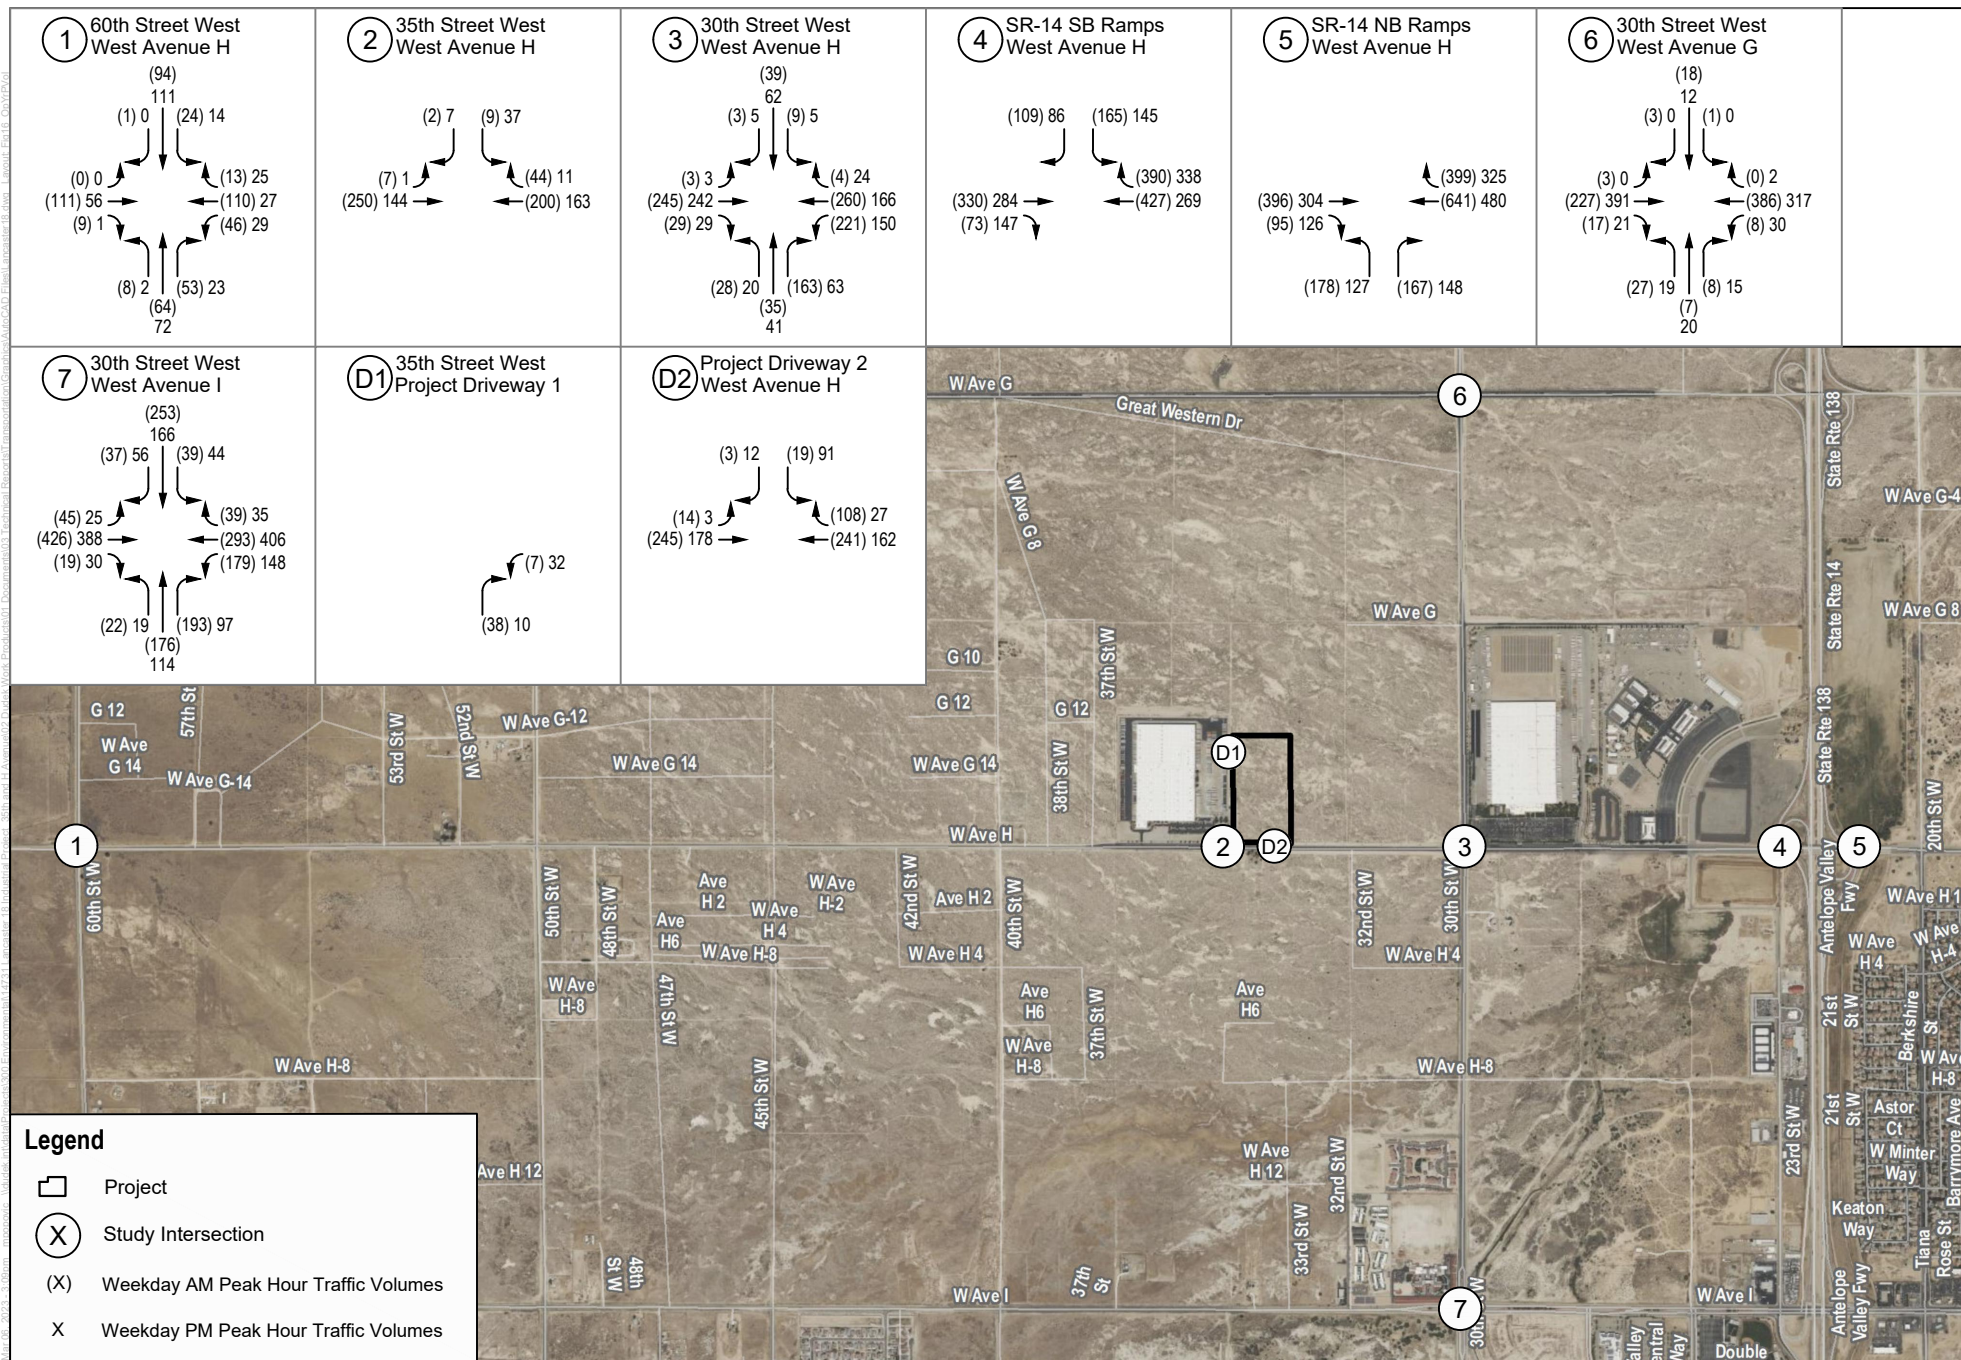 1
60th Street West
West Avenue H
(94)
111
(1) 0
(24) 14
(0) 0
(13) 25
(111) 56
(110) 27
(9) 1
(46) 29
(8) 2
(53) 23
(64)
72
2
35th Street West
West Avenue H
(2) 7
(9) 37
(7) 1
(44) 11
(250) 144
(200) 163
3
30th Street West
West Avenue H
(39)
62
(3) 5
(9) 5
(3) 3
(4) 24
(245) 242
(260) 166
(29) 29
(221) 150
(28) 20
(163) 63
(35)
41
4
SR-14 SB Ramps
West Avenue H
(109) 86
(165) 145
(390) 338
(330) 284
(427) 269
(73) 147
5
SR-14 NB Ramps
West Avenue H
(399) 325
(396) 304
(641) 480
(95) 126
(178) 127
(167) 148
6
30th Street West
West Avenue G
(18)
12
(3) 0
(1) 0
(3) 0
(0) 2
(227) 391
(386) 317
(17) 21
(8) 30
(27) 19
(8) 15
(7)
20
7
30th Street West
West Avenue I
(253)
166
(37) 56
(39) 44
(45) 25
(39) 35
(426) 388
(293) 406
(19) 30
(179) 148
(22) 19
(193) 97
(176)
114
D1
35th Street West
Project Driveway 1
(7) 32
(38) 10
D2
Project Driveway 2
West Avenue H
(3) 12
(19) 91
(14) 3
(108) 27
(245) 178
(241) 162
W Ave G
6
Great Western Dr
State Rte 138
W Ave G 8
W Ave G-4
State Rte 14
W Ave G
W Ave G 8
G 10
37th St W
G 12
57th St
53rd St W
52nd St W
W Ave G-12
G 12
G 12
W Ave
G 14
W Ave G-14
W Ave G 14
W Ave G 14
38th St W
D1
State Rte 138
20th St W
W Ave H
1
2
D2
3
4
5
60th St W
50th St W
48th St W
Ave
H 2
W Ave
H-2
W Ave
H 4
Ave
H6
W Ave H-8
42nd St W
Ave H 2
40th St W
W Ave H 4
32nd St W
30th St W
W Ave H 4
Antelope Valley
Fwy
W Ave H 1
W Ave
H-4
W Ave
H 4
W Ave
H-8
47th St W
Ave
H6
37th St W
Ave
H6
W Ave
H-8
21st
St W
Berkshire
St
W Ave H-8
45th St W
W Ave H-8
W Ave
H-8
21st
St W
Astor
Ct
Barrymore Ave
W Minter
Way
23rd St W
Ave H 12
W Ave
H 12
32nd St W
33rd St W
Keaton
Way
Tiana
Rose St
48th
St W
37th
St
W Ave I
7
30th St W
W Ave I
Antelope
Valley Fwy
Double
Legend
Project
X
Study Intersection
(X)
Weekday AM Peak Hour Traffic Volumes
X
Weekday PM Peak Hour Traffic Volumes